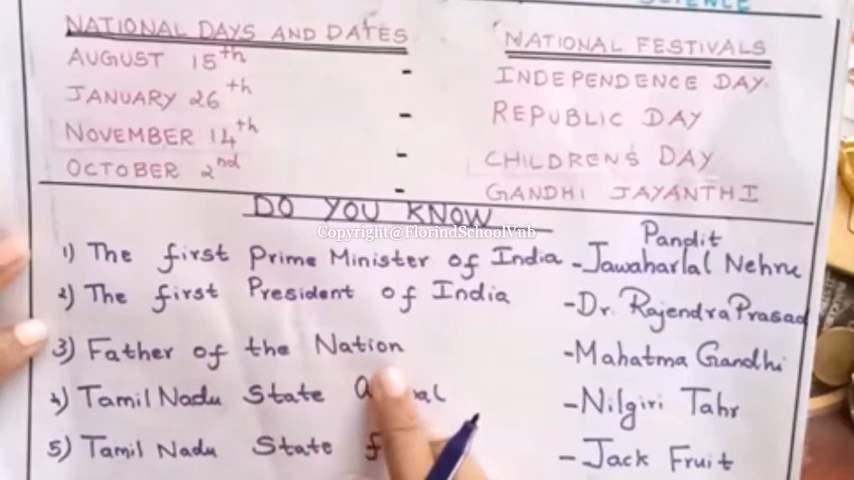 SCIENCE
NATIONAL DAYS AND DATES
NATIONAL FESTIVALS
AUGUST 15th - INDEPENDENCE DAY
JANUARY 26th - REPUBLIC DAY
NOVEMBER 14th - CHILDREN'S DAY
OCTOBER 2nd - GANDHI JAYANTHI
DO YOU KNOW
Copyright@FlorindSchoolVnb
1) The first Prime Minister of India - Pandit Jawaharlal Nehru
2) The first President of India - Dr. Rajendra Prasad
3) Father of the Nation - Mahatma Gandhi
4) Tamil Nadu State - Nilgiri Tahr
5) Tamil Nadu State - Jack Fruit